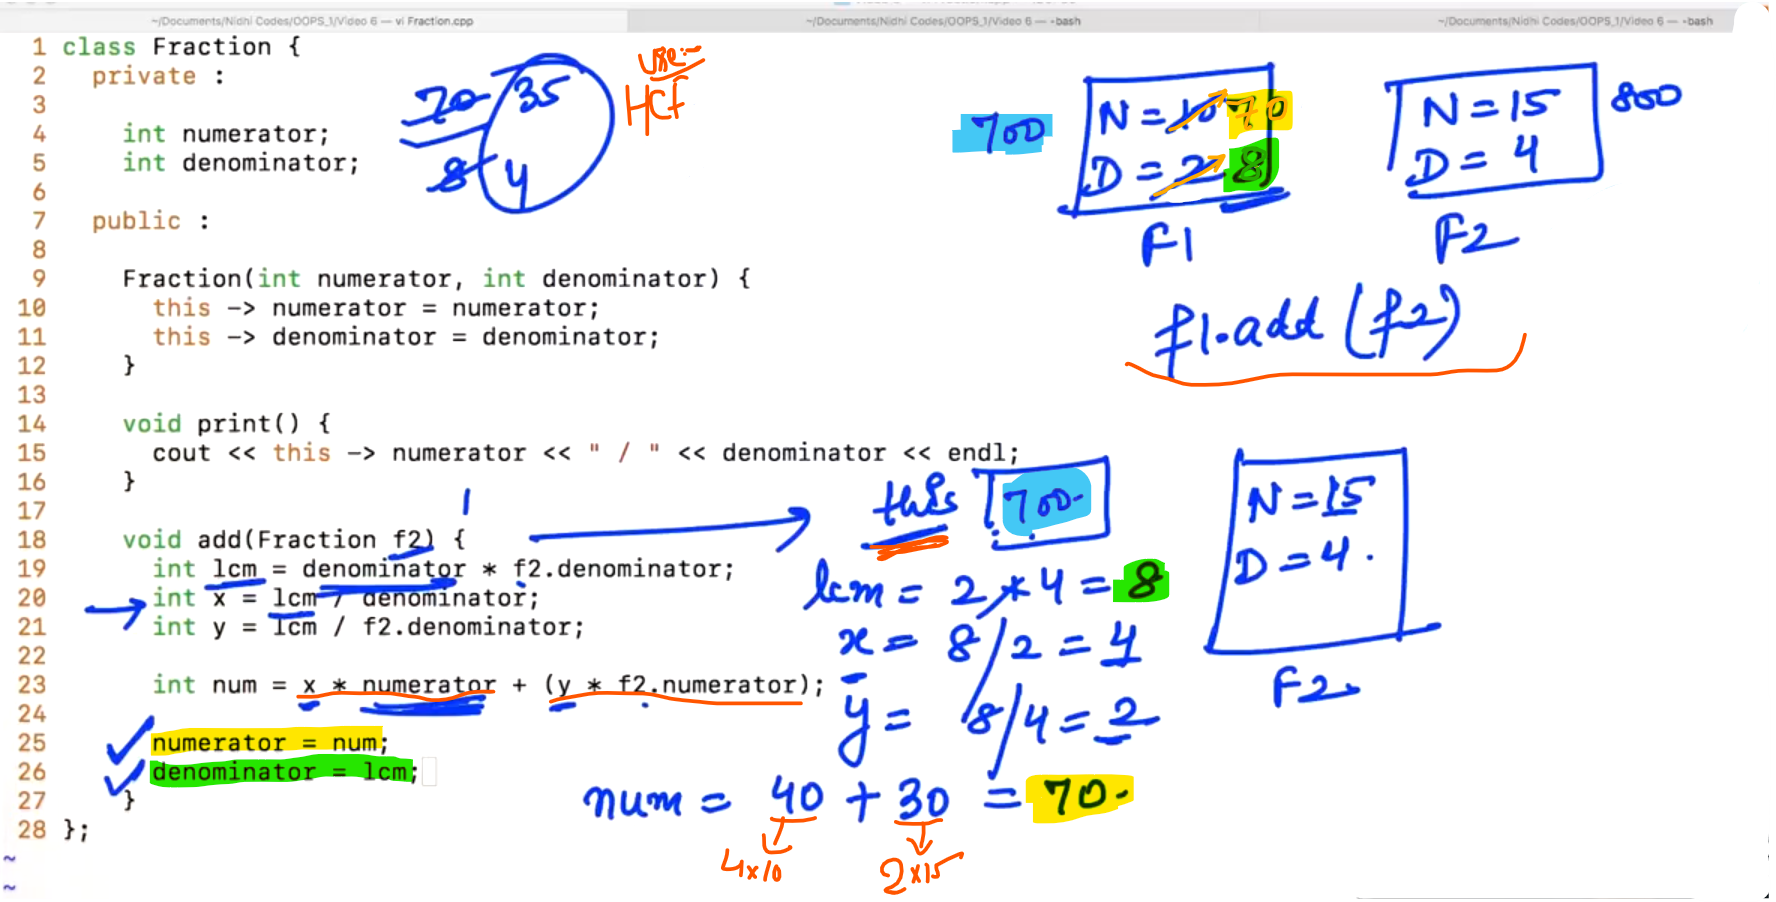 ~/Documents/Nidhi Codes/OOPS_1/Video 6 — vi Fraction.cpp
~/Documents/Nidhi Codes/OOPS_1/Video 6 — -bash
~/Documents/Nidhi Codes/OOPS_1/Video 6 — -bash
1 class Fraction {
2 private :
3
4 int numerator;
5 int denominator;
6
7 public :
8
9 Fraction(int numerator, int denominator) {
10 this -> numerator = numerator;
11 this -> denominator = denominator;
12 }
13
14 void print() {
15 cout << this -> numerator << " / " << denominator << endl;
16 }
17
18 void add(Fraction f2) {
19 int lcm = denominator * f2.denominator;
20 int x = lcm / denominator;
21 int y = lcm / f2.denominator;
22
23 int num = x * numerator + (y * f2.numerator);
24
25 numerator = num;
26 denominator = lcm;
27 }
28 };
~
~
70 35
8 4
use:-
HCF
700
N = 10 70
D = 2 8
F1
N = 15
D = 4
F2
800
f1.add (f2)
this 700
lcm = 2 * 4 = 8
x = 8/2 = 4
y = 8/4 = 2
num = 40 + 30 = 70
4x10
2x15
N = 15
D = 4
F2